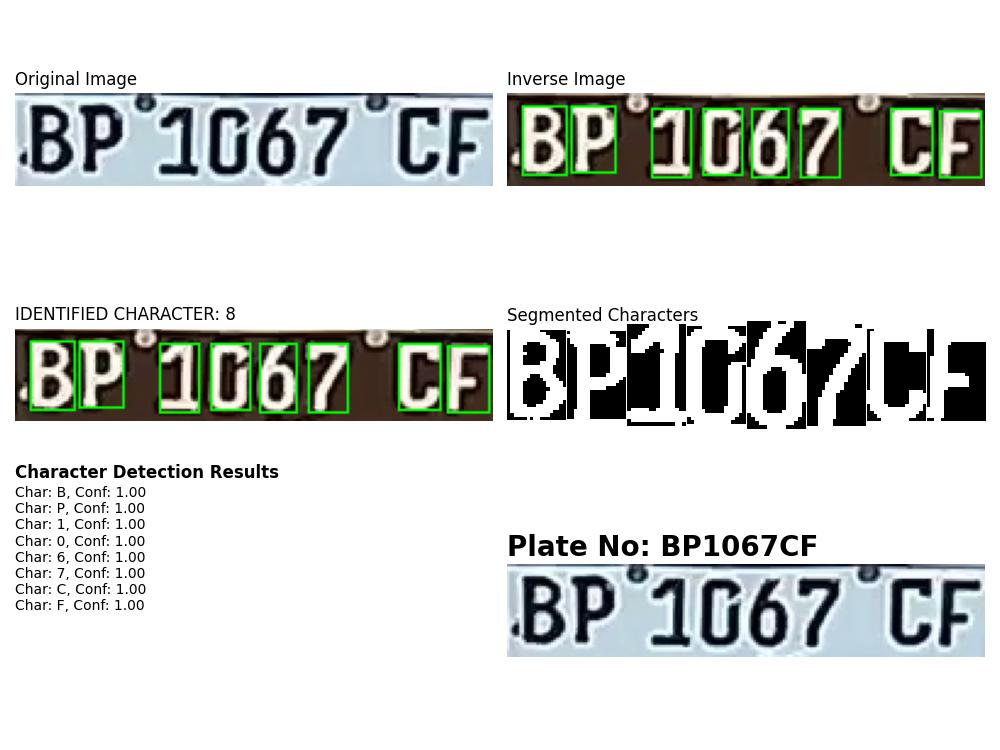 Original Image
BP 1067 CF
Inverse Image
BP 1067 CF
IDENTIFIED CHARACTER: 8
BP 1067 CF
Segmented Characters
BP1067CF
Character Detection Results
Char: B, Conf: 1.00
Char: P, Conf: 1.00
Char: 1, Conf: 1.00
Char: 0, Conf: 1.00
Char: 6, Conf: 1.00
Char: 7, Conf: 1.00
Char: C, Conf: 1.00
Char: F, Conf: 1.00
Plate No: BP1067CF
BP 1067 CF